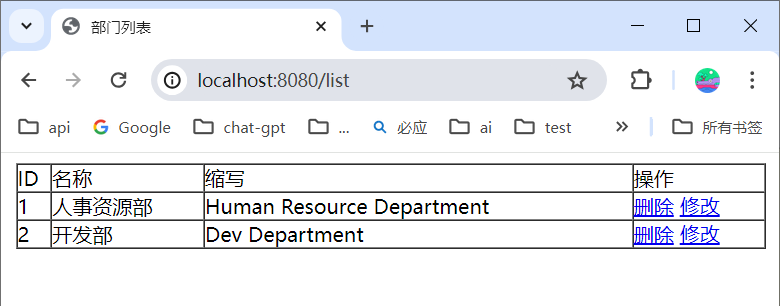 部门列表
localhost:8080/list
api Google chat-gpt ... 必应 ai test 所有书签
ID 名称 缩写 操作
1 人事资源部 Human Resource Department 删除 修改
2 开发部 Dev Department 删除 修改